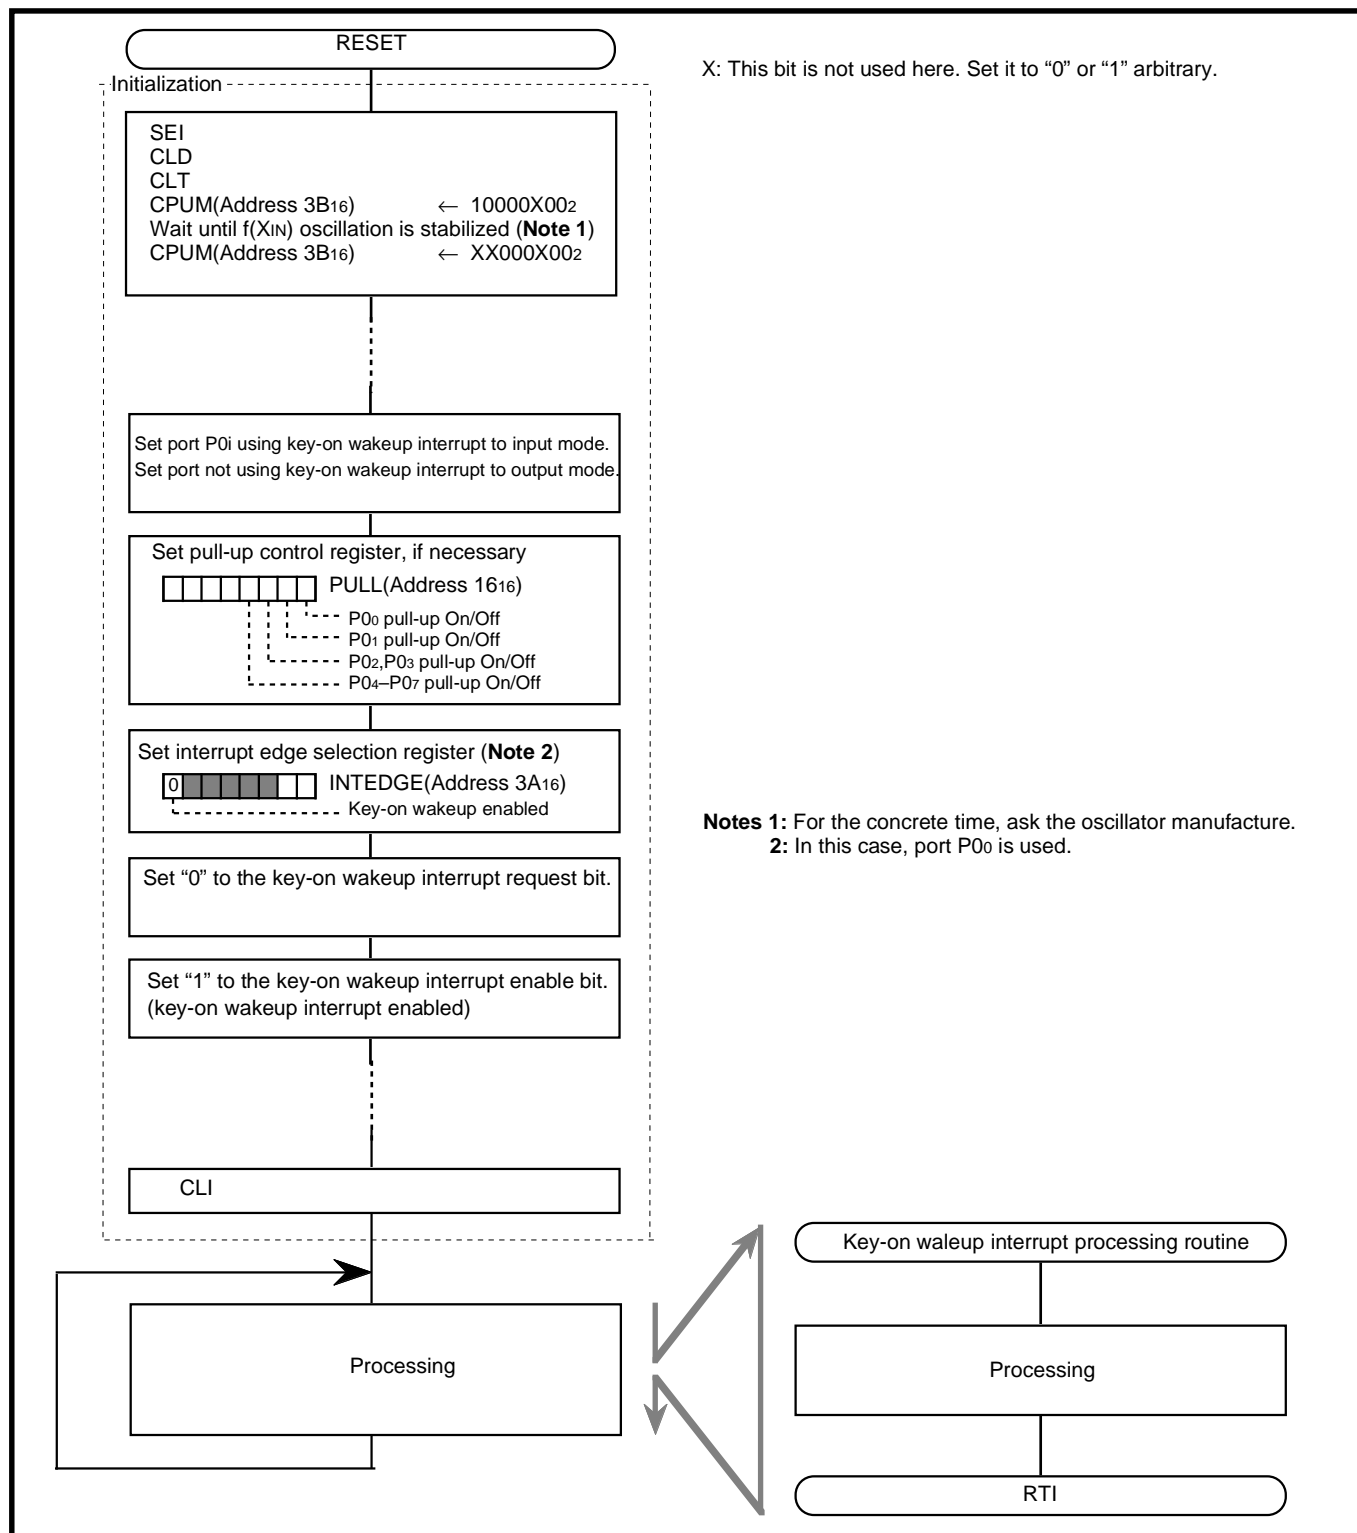 RESET
X: This bit is not used here. Set it to “0” or “1” arbitrary.
Initialization
SEI
CLD
CLT
CPUM(Address 3B16) ← 10000X002
Wait until f(XIN) oscillation is stabilized (Note 1)
CPUM(Address 3B16) ← XX000X002
Set port P0i using key-on wakeup interrupt to input mode.
Set port not using key-on wakeup interrupt to output mode.
Set pull-up control register, if necessary
PULL(Address 1616)
P00 pull-up On/Off
P01 pull-up On/Off
P02,P03 pull-up On/Off
P04–P07 pull-up On/Off
Set interrupt edge selection register (Note 2)
0 INTEDGE(Address 3A16)
Key-on wakeup enabled
Notes 1: For the concrete time, ask the oscillator manufacture.
2: In this case, port P00 is used.
Set “0” to the key-on wakeup interrupt request bit.
Set “1” to the key-on wakeup interrupt enable bit.
(key-on wakeup interrupt enabled)
CLI
Key-on waleup interrupt processing routine
Processing
Processing
RTI